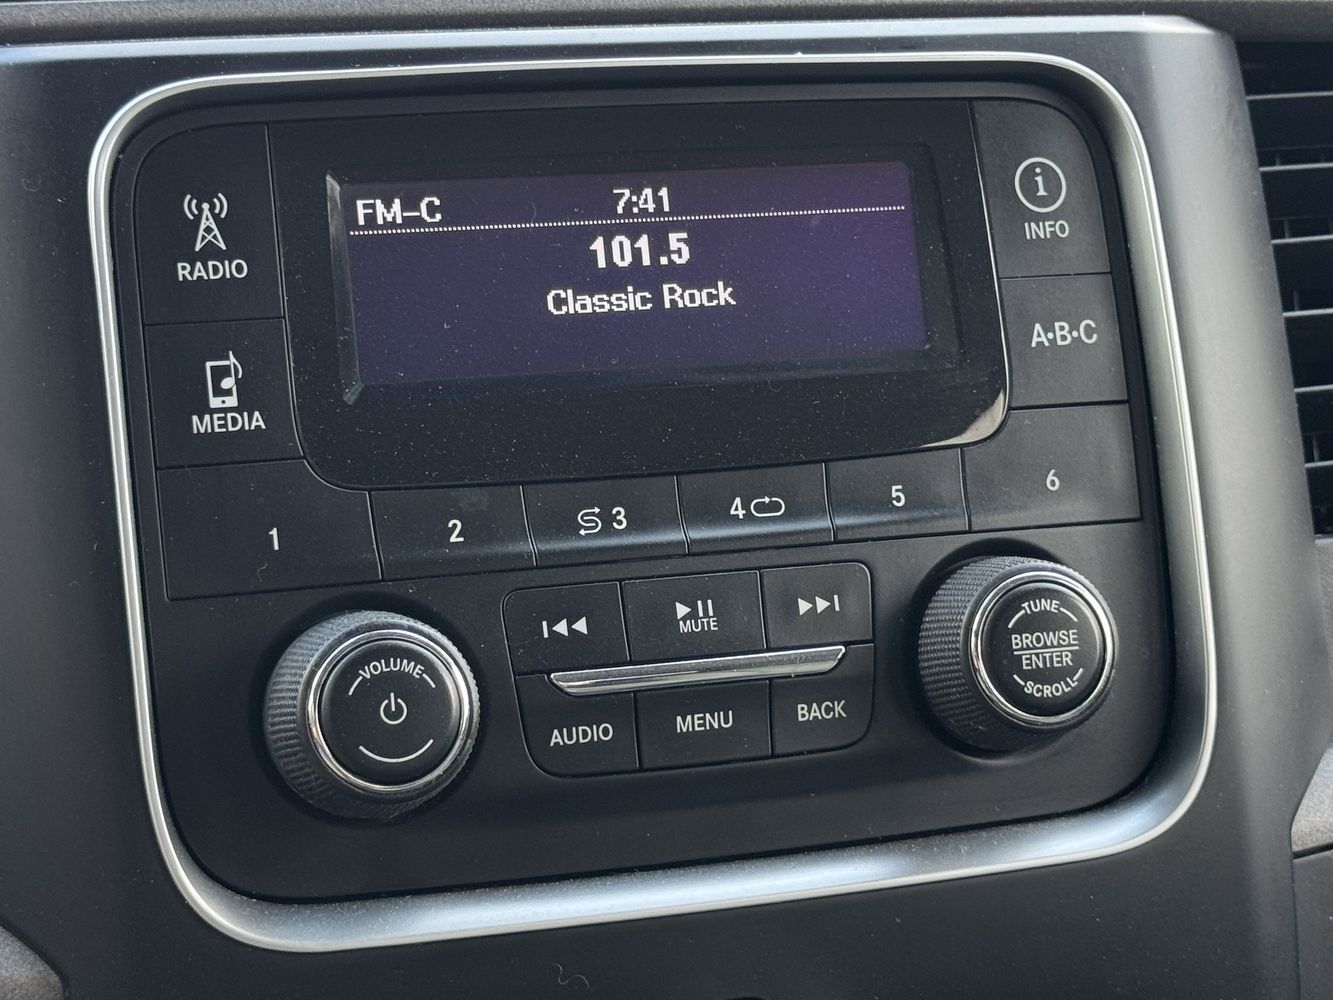 FM-C 7:41
101.5
Classic Rock
RADIO
MEDIA
INFO
A•B•C
1 2 3 4 5 6
MUTE
VOLUME
AUDIO MENU BACK
TUNE
BROWSE
ENTER
SCROLL